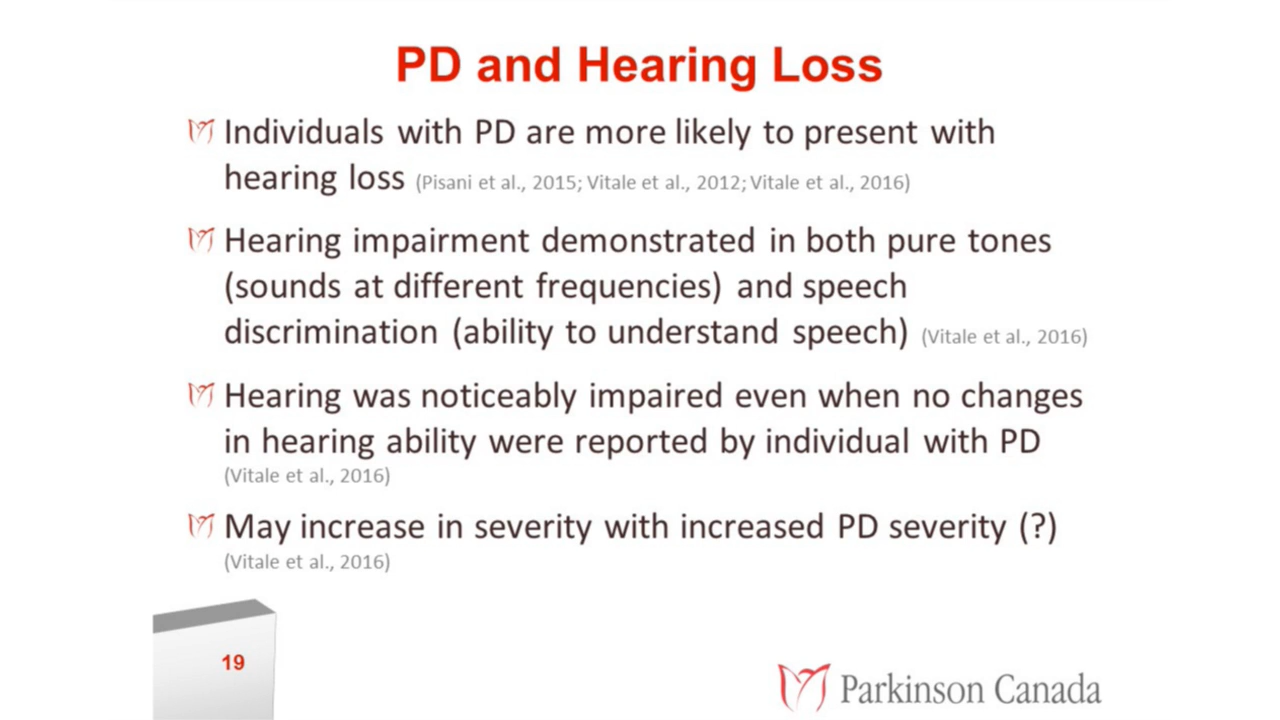 PD and Hearing Loss
Individuals with PD are more likely to present with
hearing loss (Pisani et al., 2015; Vitale et al., 2012; Vitale et al., 2016)
Hearing impairment demonstrated in both pure tones
(sounds at different frequencies) and speech
discrimination (ability to understand speech) (Vitale et al., 2016)
Hearing was noticeably impaired even when no changes
in hearing ability were reported by individual with PD
(Vitale et al., 2016)
May increase in severity with increased PD severity (?)
(Vitale et al., 2016)
19
Parkinson Canada